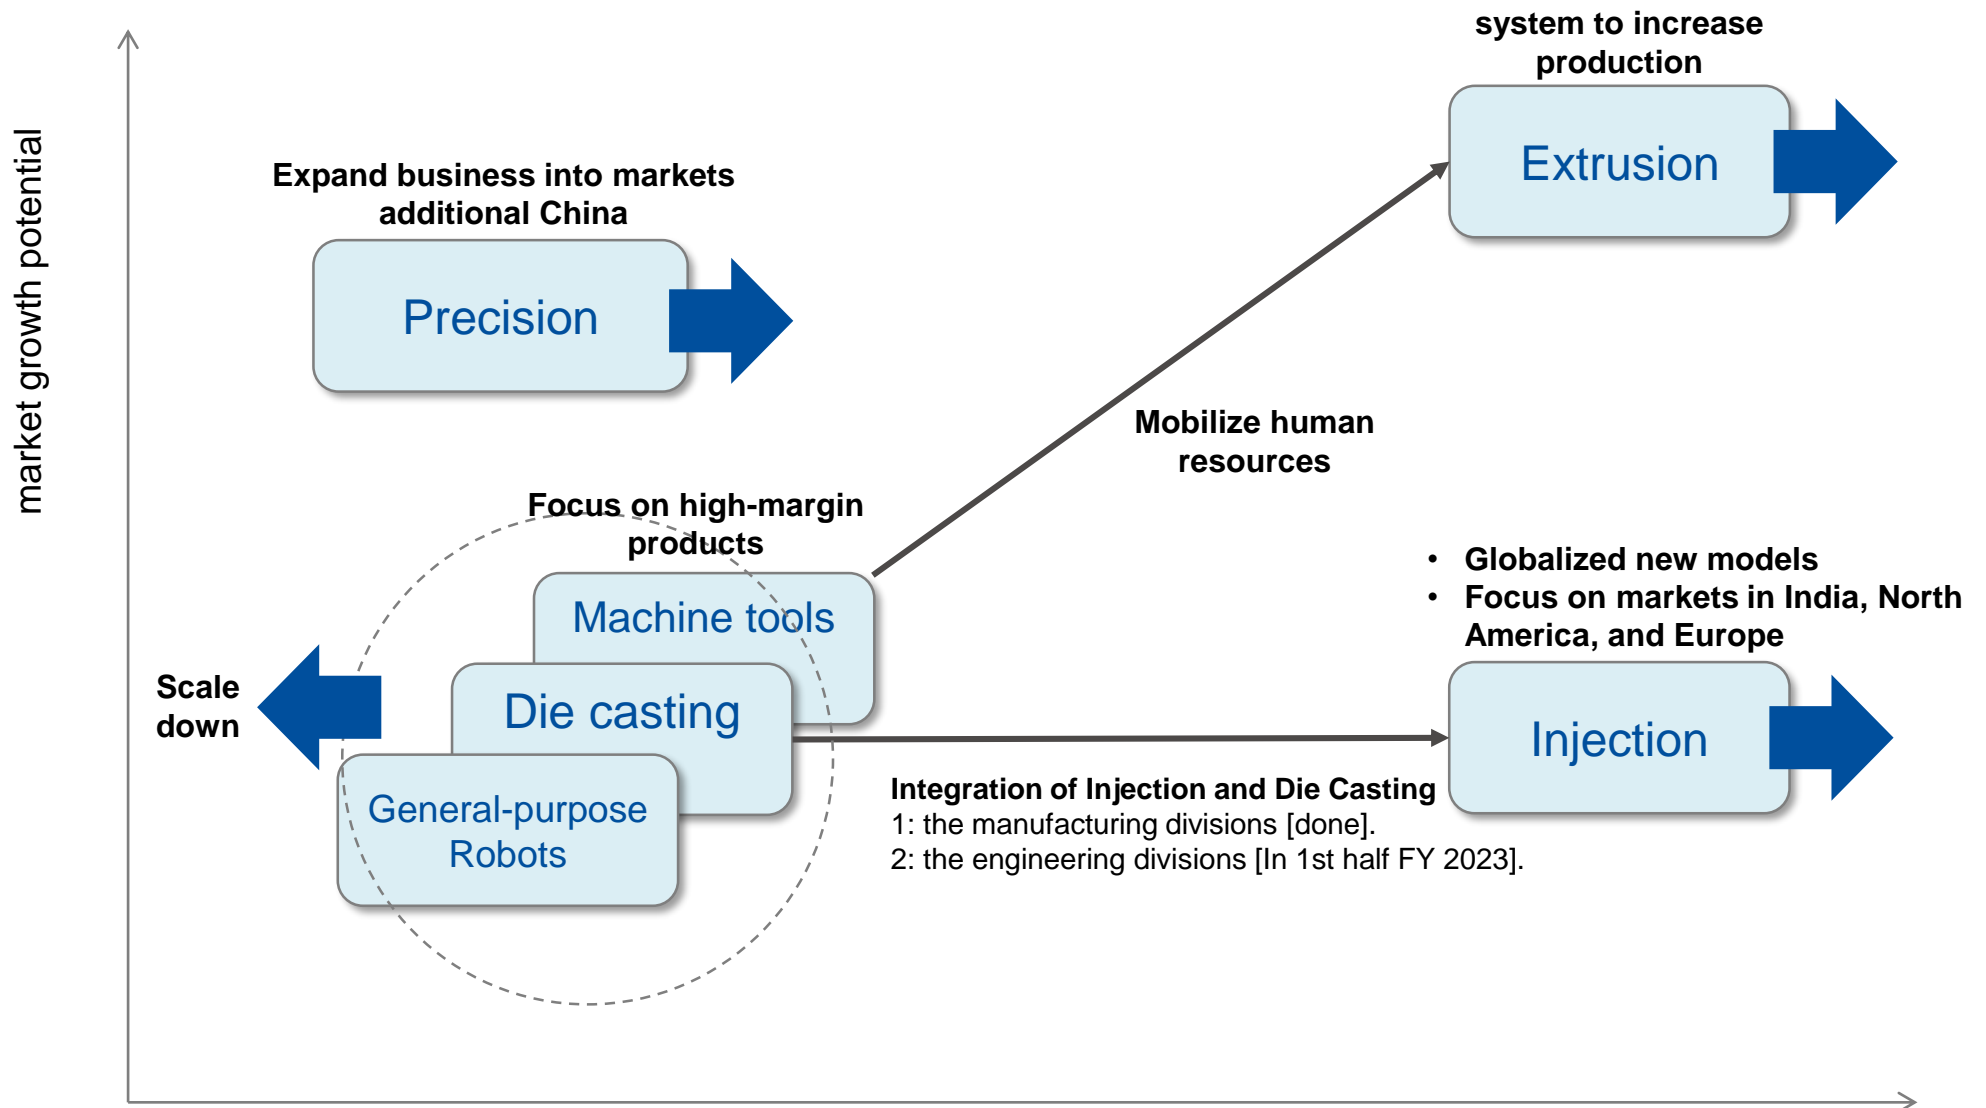 system to increase
production
Extrusion
market growth potential
Expand business into markets
additional China
Precision
Mobilize human
resources
Focus on high-margin
products
Machine tools
Die casting
General-purpose
Robots
Scale
down
• Globalized new models
• Focus on markets in India, North
America, and Europe
Injection
Integration of Injection and Die Casting
1: the manufacturing divisions [done].
2: the engineering divisions [In 1st half FY 2023].